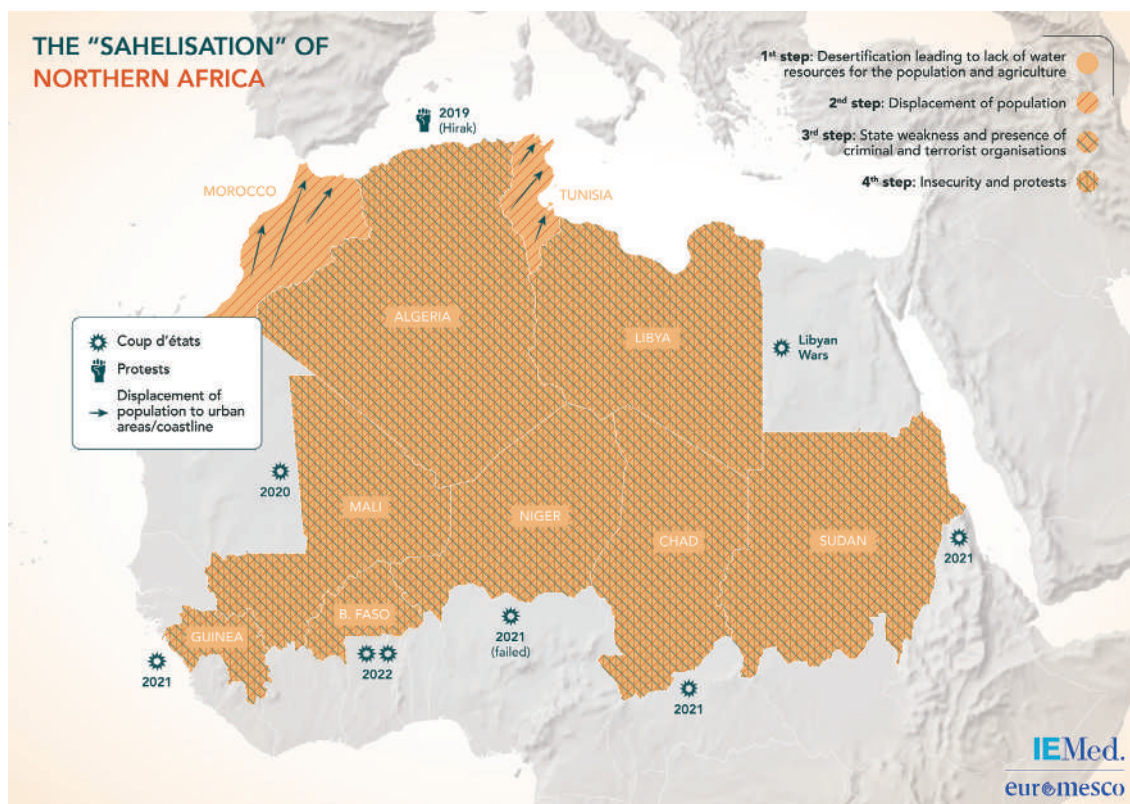 THE “SAHELISATION” OF
NORTHERN AFRICA
1st step: Desertification leading to lack of water
resources for the population and agriculture
2nd step: Displacement of population
3rd step: State weakness and presence of
criminal and terrorist organisations
4th step: Insecurity and protests
2019
(Hirak)
MOROCCO
TUNISIA
ALGERIA
LIBYA
Coup d’états
Protests
Displacement of
population to urban
areas/coastline
Libyan
Wars
2020
MALI
NIGER
CHAD
SUDAN
2021
B. FASO
GUINEA
2021
(failed)
2021
2022
2021
IEMed.
euromesco